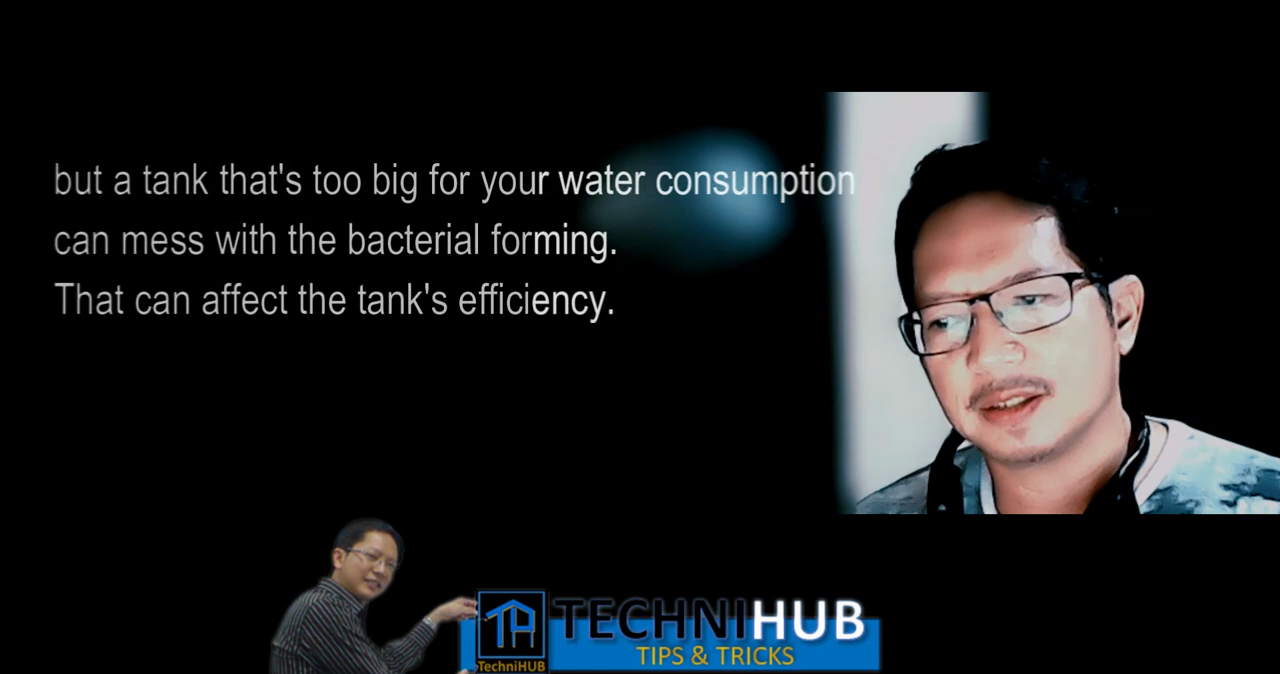 but a tank that's too big for your water consumption
can mess with the bacterial forming.
That can affect the tank's efficiency.
TECHNIHUB
TechniHUB
TIPS & TRICKS